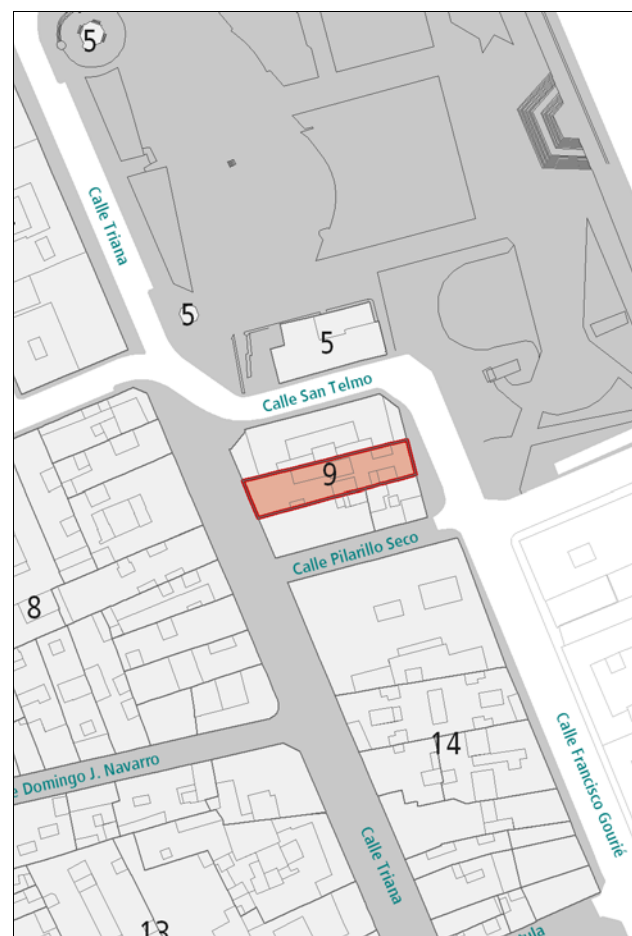 5
Calle Triana
5
5
Calle San Telmo
9
Calle Pilarillo Seco
8
14
Calle Francisco Gourié
e Domingo J. Navarro
Calle Triana
13